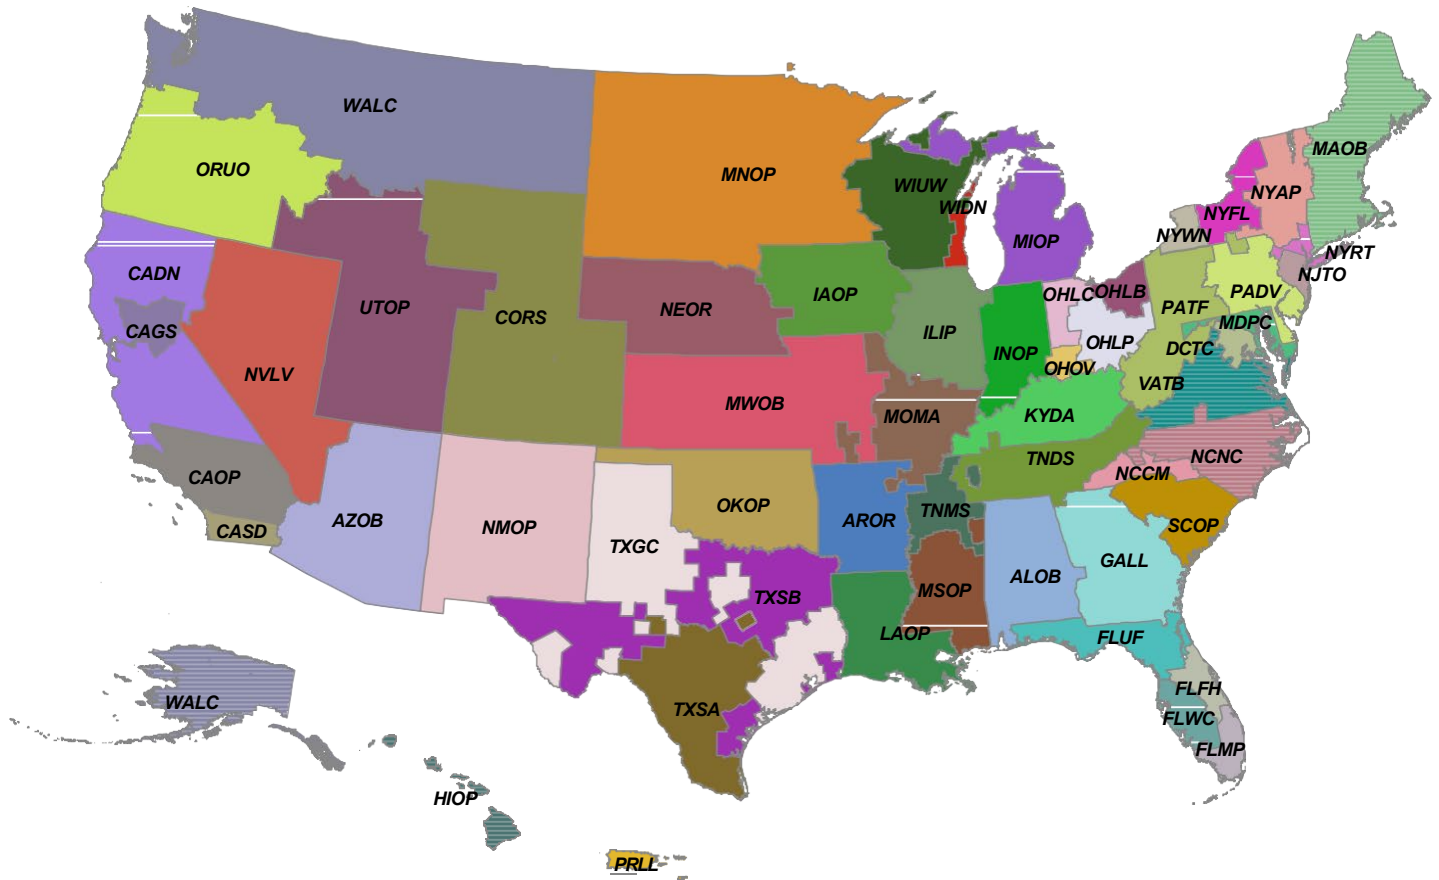 WALC
ORUO
MNOP
MAOB
WIUW
NYAP
WIDN
NYFL
NYWN
MIOP
NYRT
CADN
NJTO
UTOP
IAOP
OHLC
OHLB
PADV
NEOR
PATF
CORS
MDPC
CAGS
ILIP
OHLP
DCTC
INOP
OHOV
NVLV
VATB
MWOB
MOMA
KYDA
TNDS
NCNC
NCCM
CAOP
OKOP
TNMS
AZOB
AROR
SCOP
CASD
NMOP
TXGC
GALL
ALOB
MSOP
TXSB
LAOP
FLUF
FLFH
WALC
TXSA
FLWC
FLMP
HIOP
PRLL